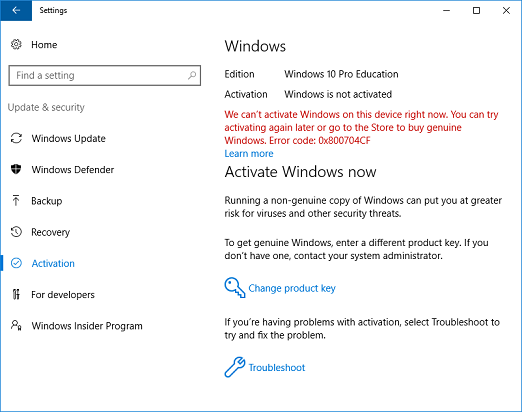 Settings
Home
Find a setting
Update & security
Windows Update
Windows Defender
Backup
Recovery
Activation
For developers
Windows Insider Program
Windows
Edition Windows 10 Pro Education
Activation Windows is not activated
We can't activate Windows on this device right now. You can try
activating again later or go to the Store to buy genuine
Windows. Error code: 0x800704CF
Learn more
Activate Windows now
Running a non-genuine copy of Windows can put you at greater
risk for viruses and other security threats.
To get genuine Windows, enter a different product key. If you
don't have one, contact your system administrator.
Change product key
If you're having problems with activation, select Troubleshoot to
try and fix the problem.
Troubleshoot